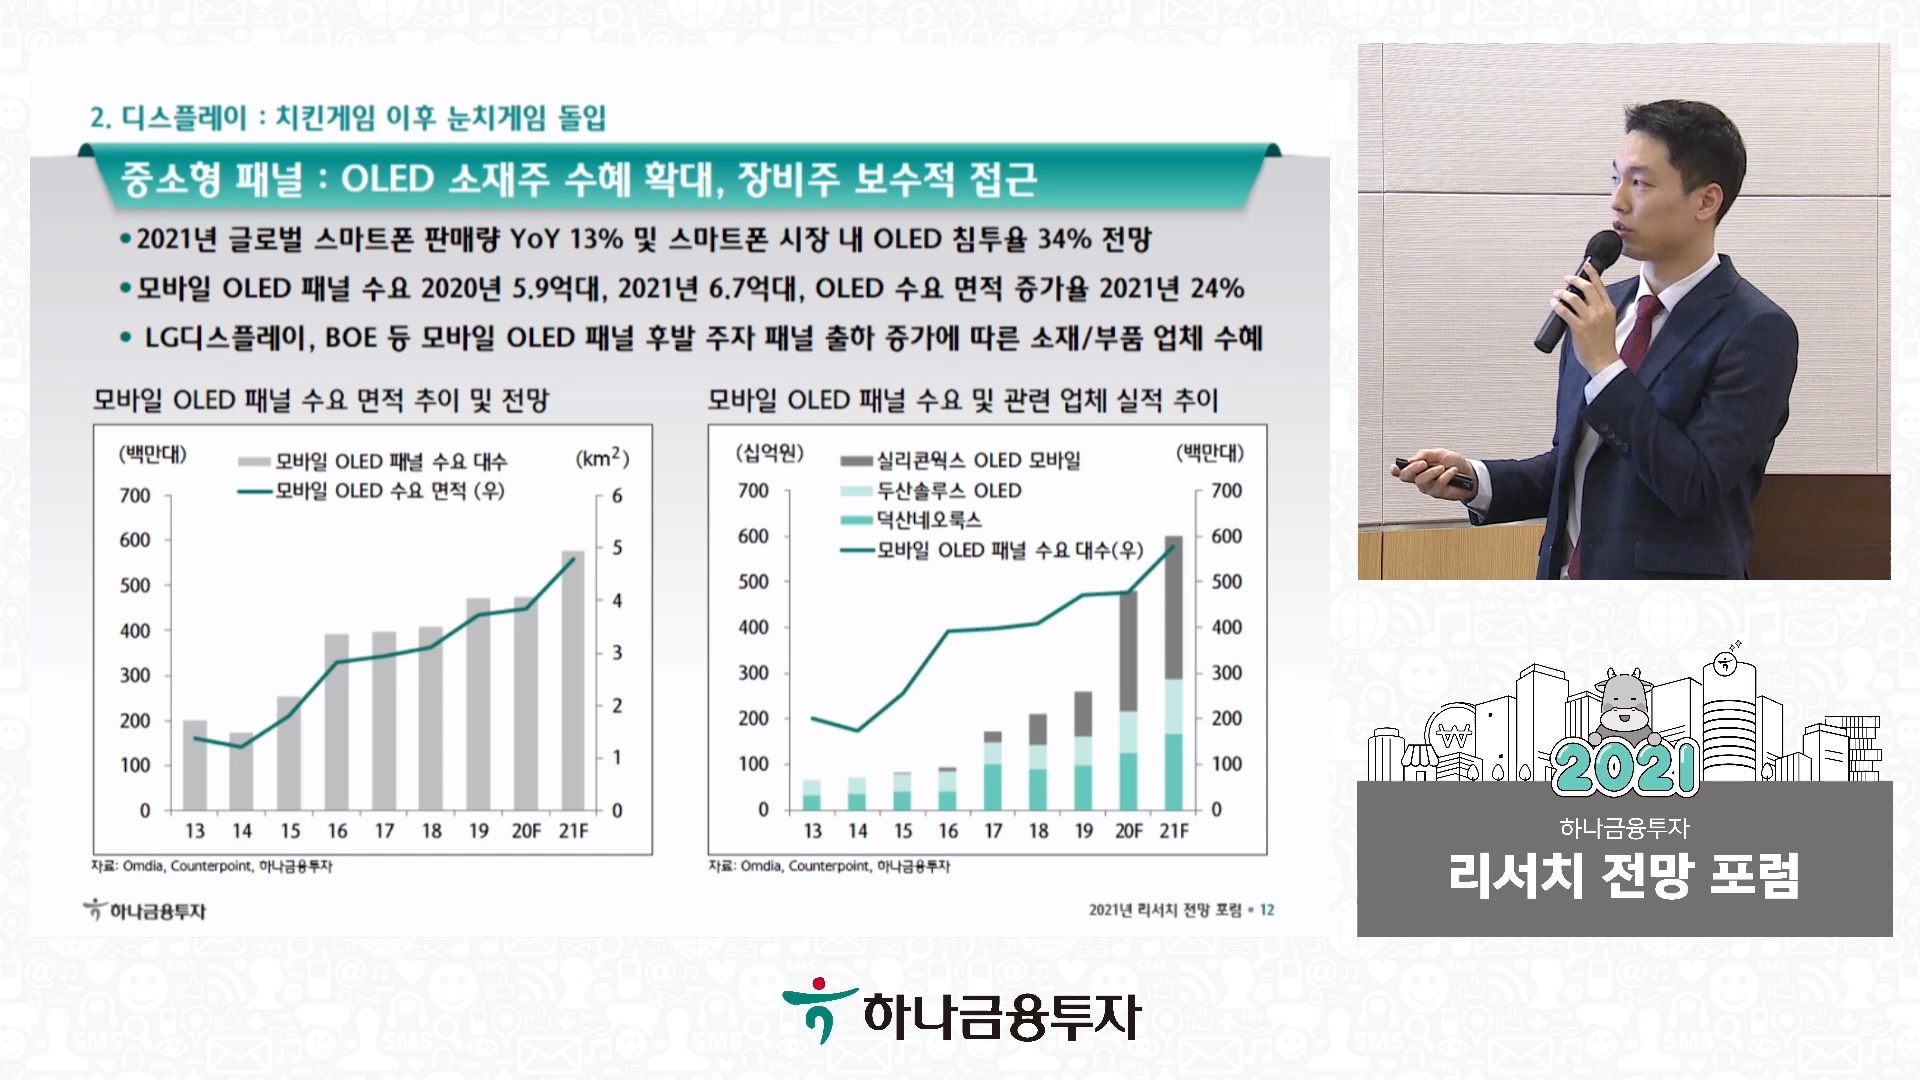 2. 디스플레이 : 치킨게임 이후 눈치게임 돌입
중소형 패널 : OLED 소재주 수혜 확대, 장비주 보수적 접근
•2021년 글로벌 스마트폰 판매량 YoY 13% 및 스마트폰 시장 내 OLED 침투율 34% 전망
•모바일 OLED 패널 수요 2020년 5.9억대, 2021년 6.7억대, OLED 수요 면적 증가율 2021년 24%
• LG디스플레이, BOE 등 모바일 OLED 패널 후발 주자 패널 출하 증가에 따른 소재/부품 업체 수혜
모바일 OLED 패널 수요 면적 추이 및 전망
(백만대)
모바일 OLED 패널 수요 대수
(km²)
모바일 OLED 수요 면적 (우)
700
600
500
400
300
200
100
0
6
5
4
3
2
1
0
13 14 15 16 17 18 19 20F 21F
자료: Omdia, Counterpoint, 하나금융투자
모바일 OLED 패널 수요 및 관련 업체 실적 추이
(십억원)
실리콘웍스 OLED 모바일
(백만대)
두산솔루스 OLED
덕산네오룩스
모바일 OLED 패널 수요 대수(우)
700
600
500
400
300
200
100
0
700
600
500
400
300
200
100
0
13 14 15 16 17 18 19 20F 21F
자료: Omdia, Counterpoint, 하나금융투자
하나금융투자
2021년 리서치 전망 포럼 • 12
₩
2021
하나금융투자
리서치 전망 포럼
하나금융투자